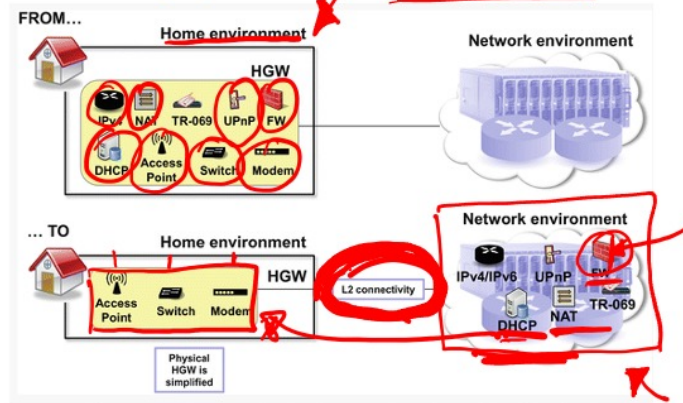 FROM...
Home environment
Network environment
HGW
IPv4 NAT TR-069 UPnP FW
DHCP Access Point Switch Modem
... TO
Home environment
Network environment
HGW
L2 connectivity
IPv4/IPv6 UPnP FW
Access Point Switch Modem
DHCP NAT TR-069
Physical
HGW is
simplified